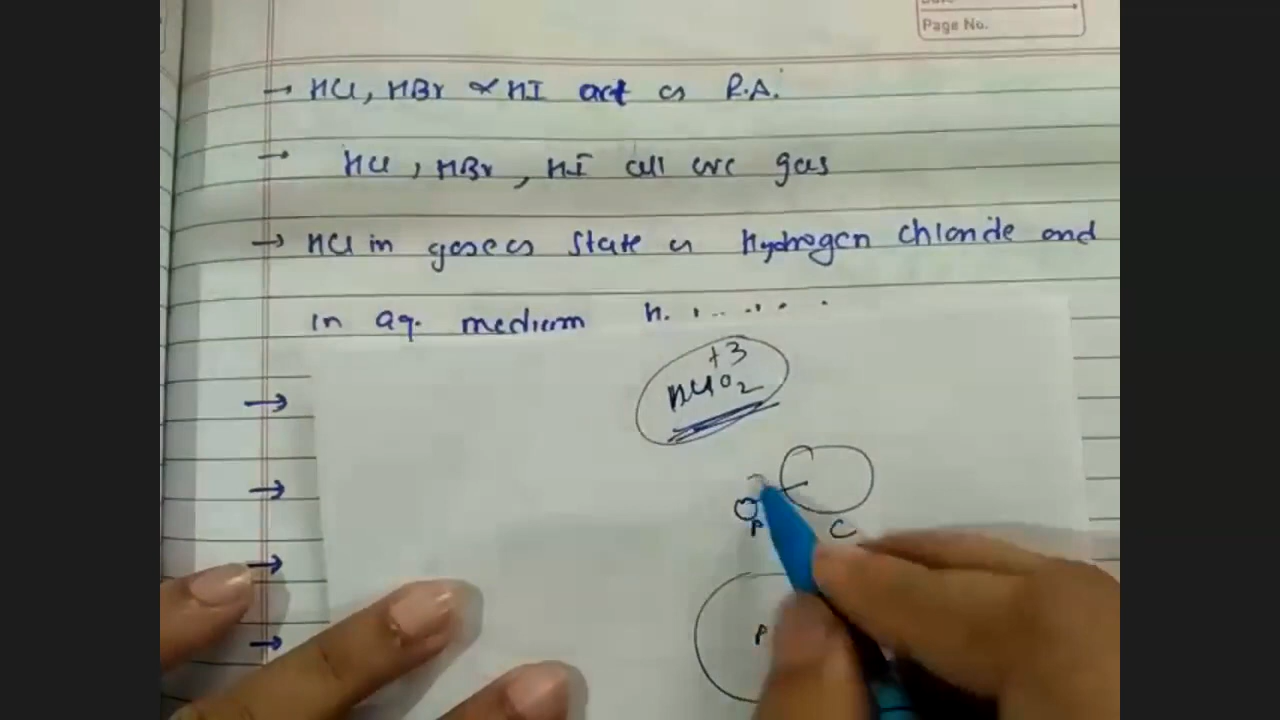 Page No.
→ HCl, HBr & HI act as R.A.
→ HCl, HBr, HI all are gas
→ HCl in gases State is Hydrogen chloride and
in aq. medium H. . . . . . .
+3
HClO2
P C
P